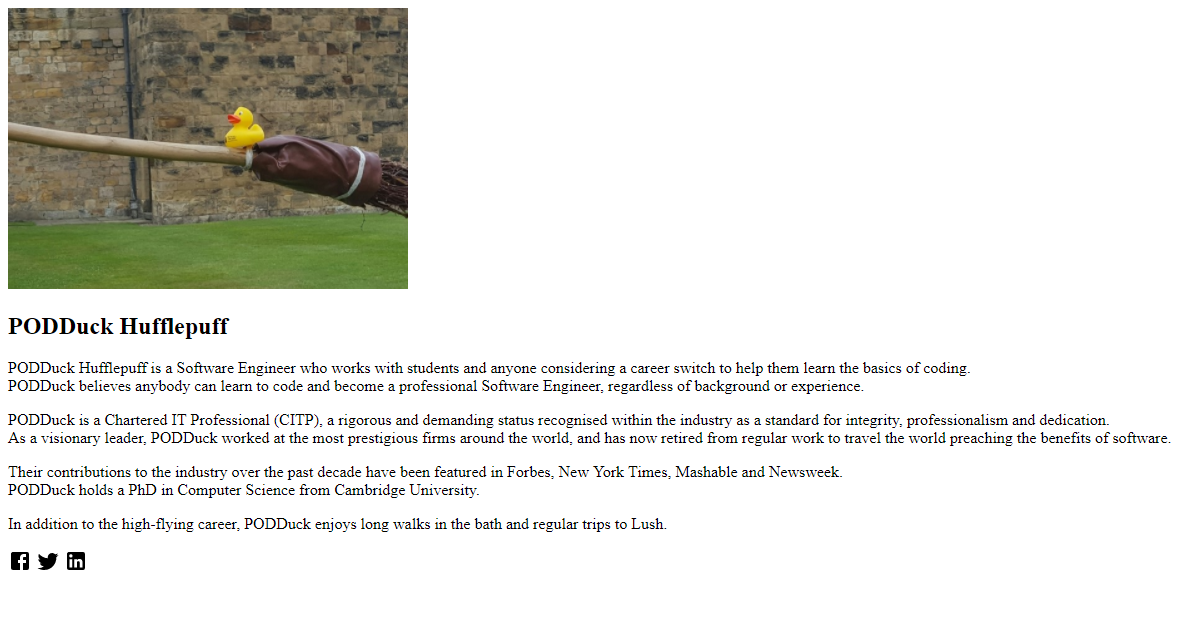 PODDuck Hufflepuff
PODDuck Hufflepuff is a Software Engineer who works with students and anyone considering a career switch to help them learn the basics of coding.
PODDuck believes anybody can learn to code and become a professional Software Engineer, regardless of background or experience.
PODDuck is a Chartered IT Professional (CITP), a rigorous and demanding status recognised within the industry as a standard for integrity, professionalism and dedication.
As a visionary leader, PODDuck worked at the most prestigious firms around the world, and has now retired from regular work to travel the world preaching the benefits of software.
Their contributions to the industry over the past decade have been featured in Forbes, New York Times, Mashable and Newsweek.
PODDuck holds a PhD in Computer Science from Cambridge University.
In addition to the high-flying career, PODDuck enjoys long walks in the bath and regular trips to Lush.